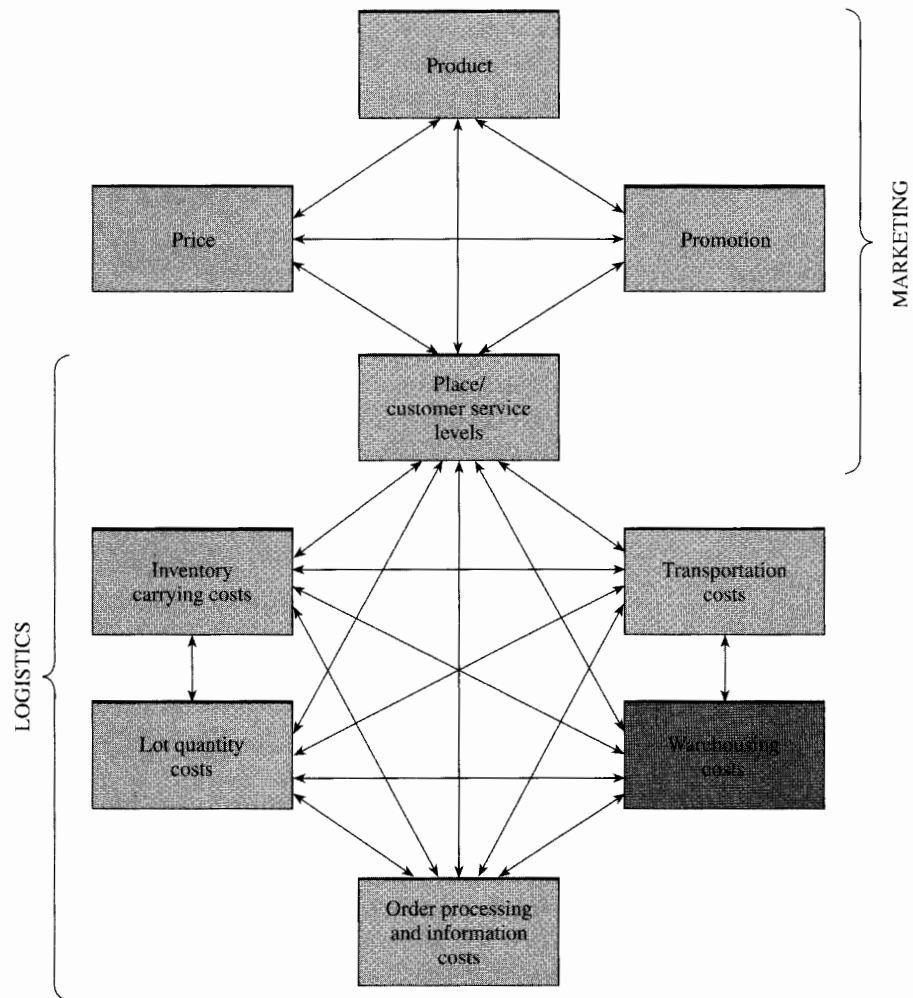 Product
Price
Promotion
MARKETING
Place/
customer service
levels
Inventory
carrying costs
Transportation
costs
LOGISTICS
Lot quantity
costs
Warehousing
costs
Order processing
and information
costs